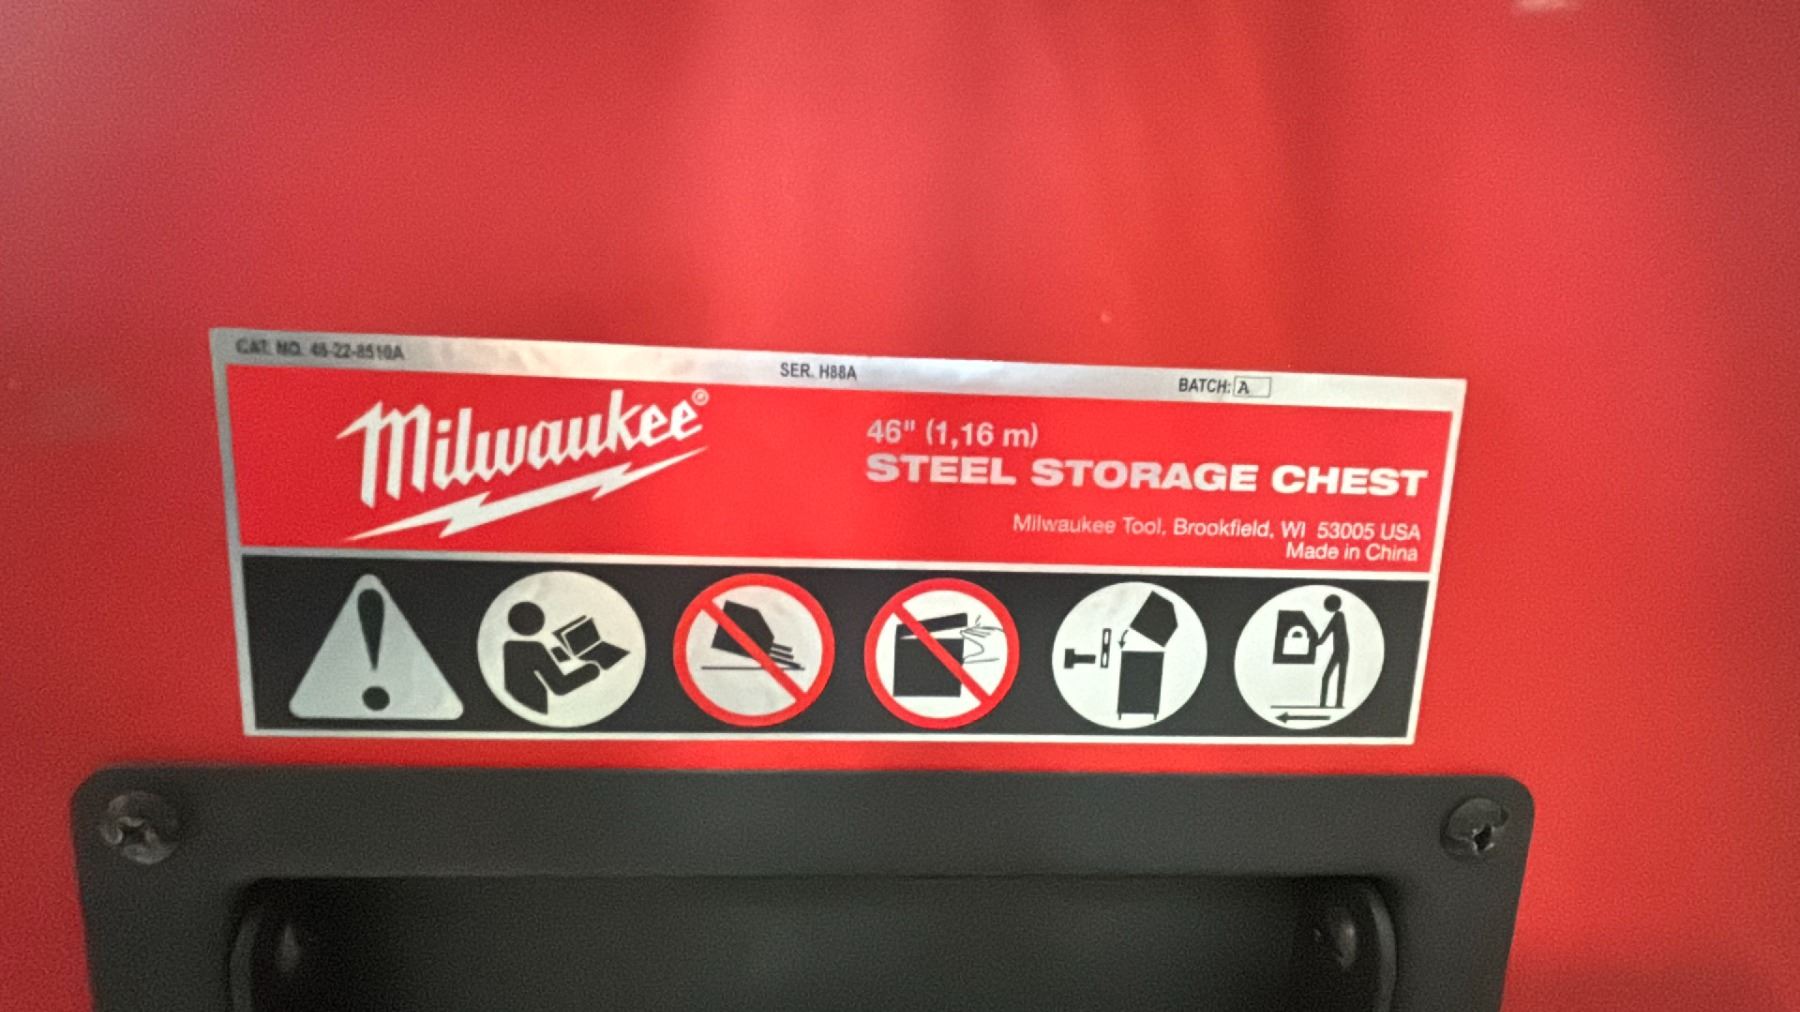 CAT. NO. 48-22-8510A
SER. H88A
BATCH: A
Milwaukee®
46" (1,16 m)
STEEL STORAGE CHEST
Milwaukee Tool, Brookfield, WI 53005 USA
Made in China